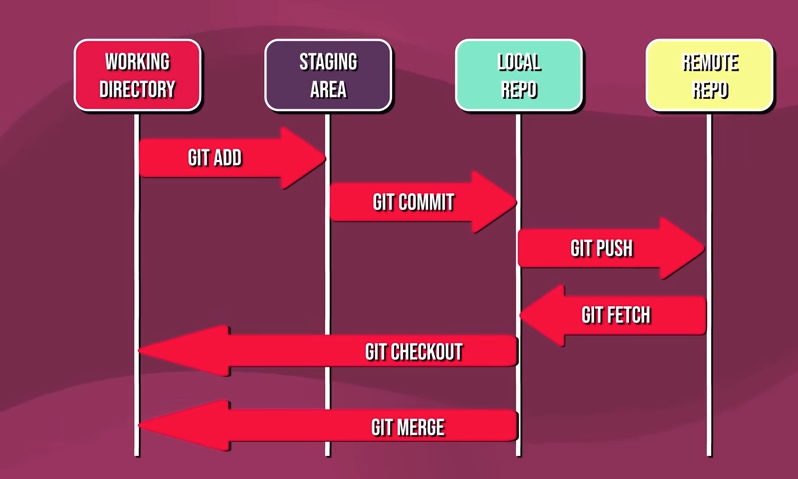 WORKING
DIRECTORY
STAGING
AREA
LOCAL
REPO
REMOTE
REPO
GIT ADD
GIT COMMIT
GIT PUSH
GIT FETCH
GIT CHECKOUT
GIT MERGE